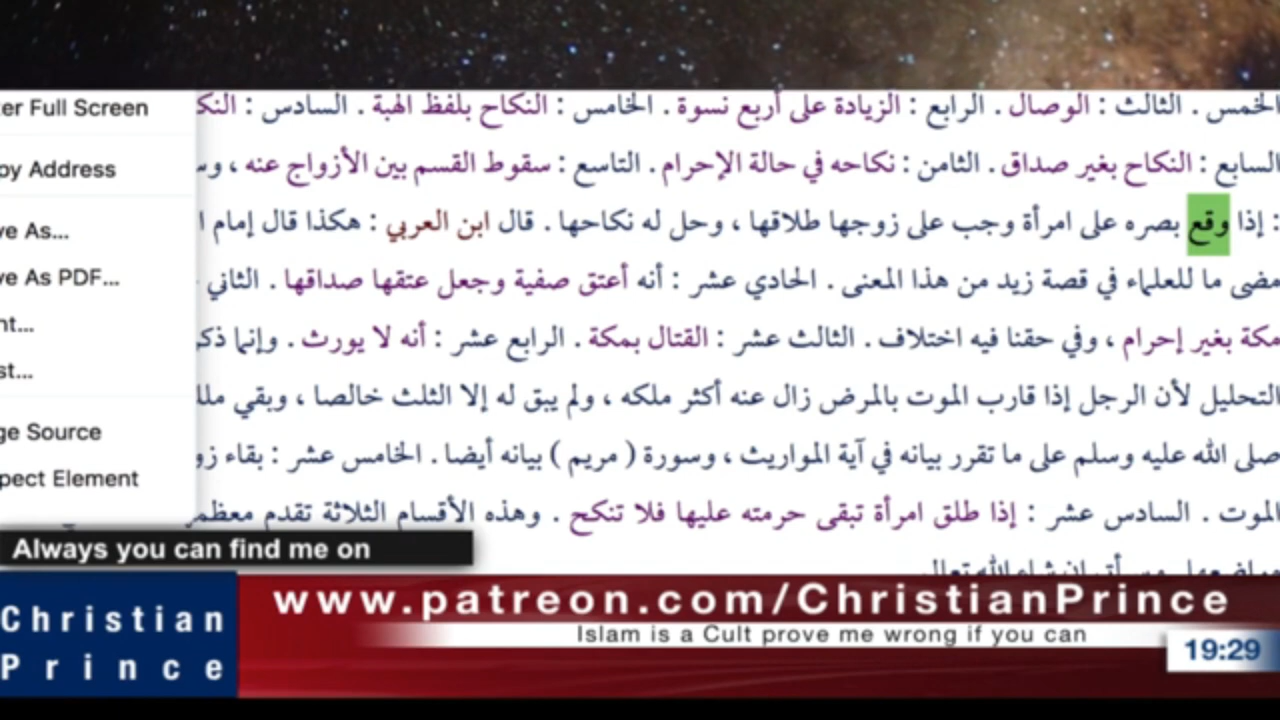 ter Full Screen
py Address
ve As...
ve As PDF...
nt...
st...
ge Source
pect Element
الخمس . الثالث : الوصال . الرابع : الزيادة على أربع نسوة . الخامس : النكاح بلفظ الهبة . السادس : النك
السابع : النكاح بغير صداق . الثامن : نكاحه في حالة الإحرام . التاسع : سقوط القسم بين الأزواج عنه ، وس
: إذا وقع بصره على امرأة وجب على زوجها طلاقها ، وحل له نكاحها . قال ابن العربي : هكذا قال إمام ا
مضى ما للعلماء في قصة زيد من هذا المعنى . الحادي عشر : أنه أعتق صفية وجعل عتقها صداقها . الثاني
مكة بغير إحرام ، وفي حقنا فيه اختلاف . الثالث عشر : القتال بمكة . الرابع عشر : أنه لا يورث . وإنما ذكر
التحليل لأن الرجل إذا قارب الموت بالمرض زال عنه أكثر ملكه ، ولم يبق له إلا الثلث خالصا ، وبقي ملك
صلى الله عليه وسلم على ما تقرر بيانه في آية المواريث ، وسورة ( مريم ) بيانه أيضا . الخامس عشر : بقاء زو
الموت . السادس عشر : إذا طلق امرأة تبقى حرمته عليها فلا تنكح . وهذه الأقسام الثلاثة تقدم معظم
Always you can find me on
Christian
Prince
www.patreon.com/ChristianPrince
Islam is a Cult prove me wrong if you can
19:29